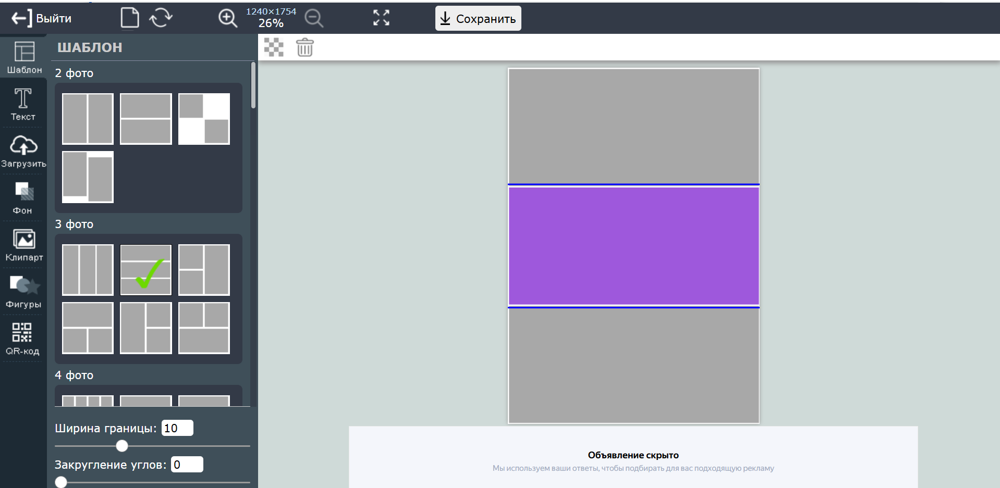 Выйти
1240×1754
26%
Сохранить
Шаблон
Текст
Загрузить
Фон
Клипарт
Фигуры
QR-код
ШАБЛОН
2 фото
3 фото
4 фото
Ширина границы: 10
Закругление углов: 0
Объявление скрыто
Мы используем ваши ответы, чтобы подбирать для вас подходящую рекламу